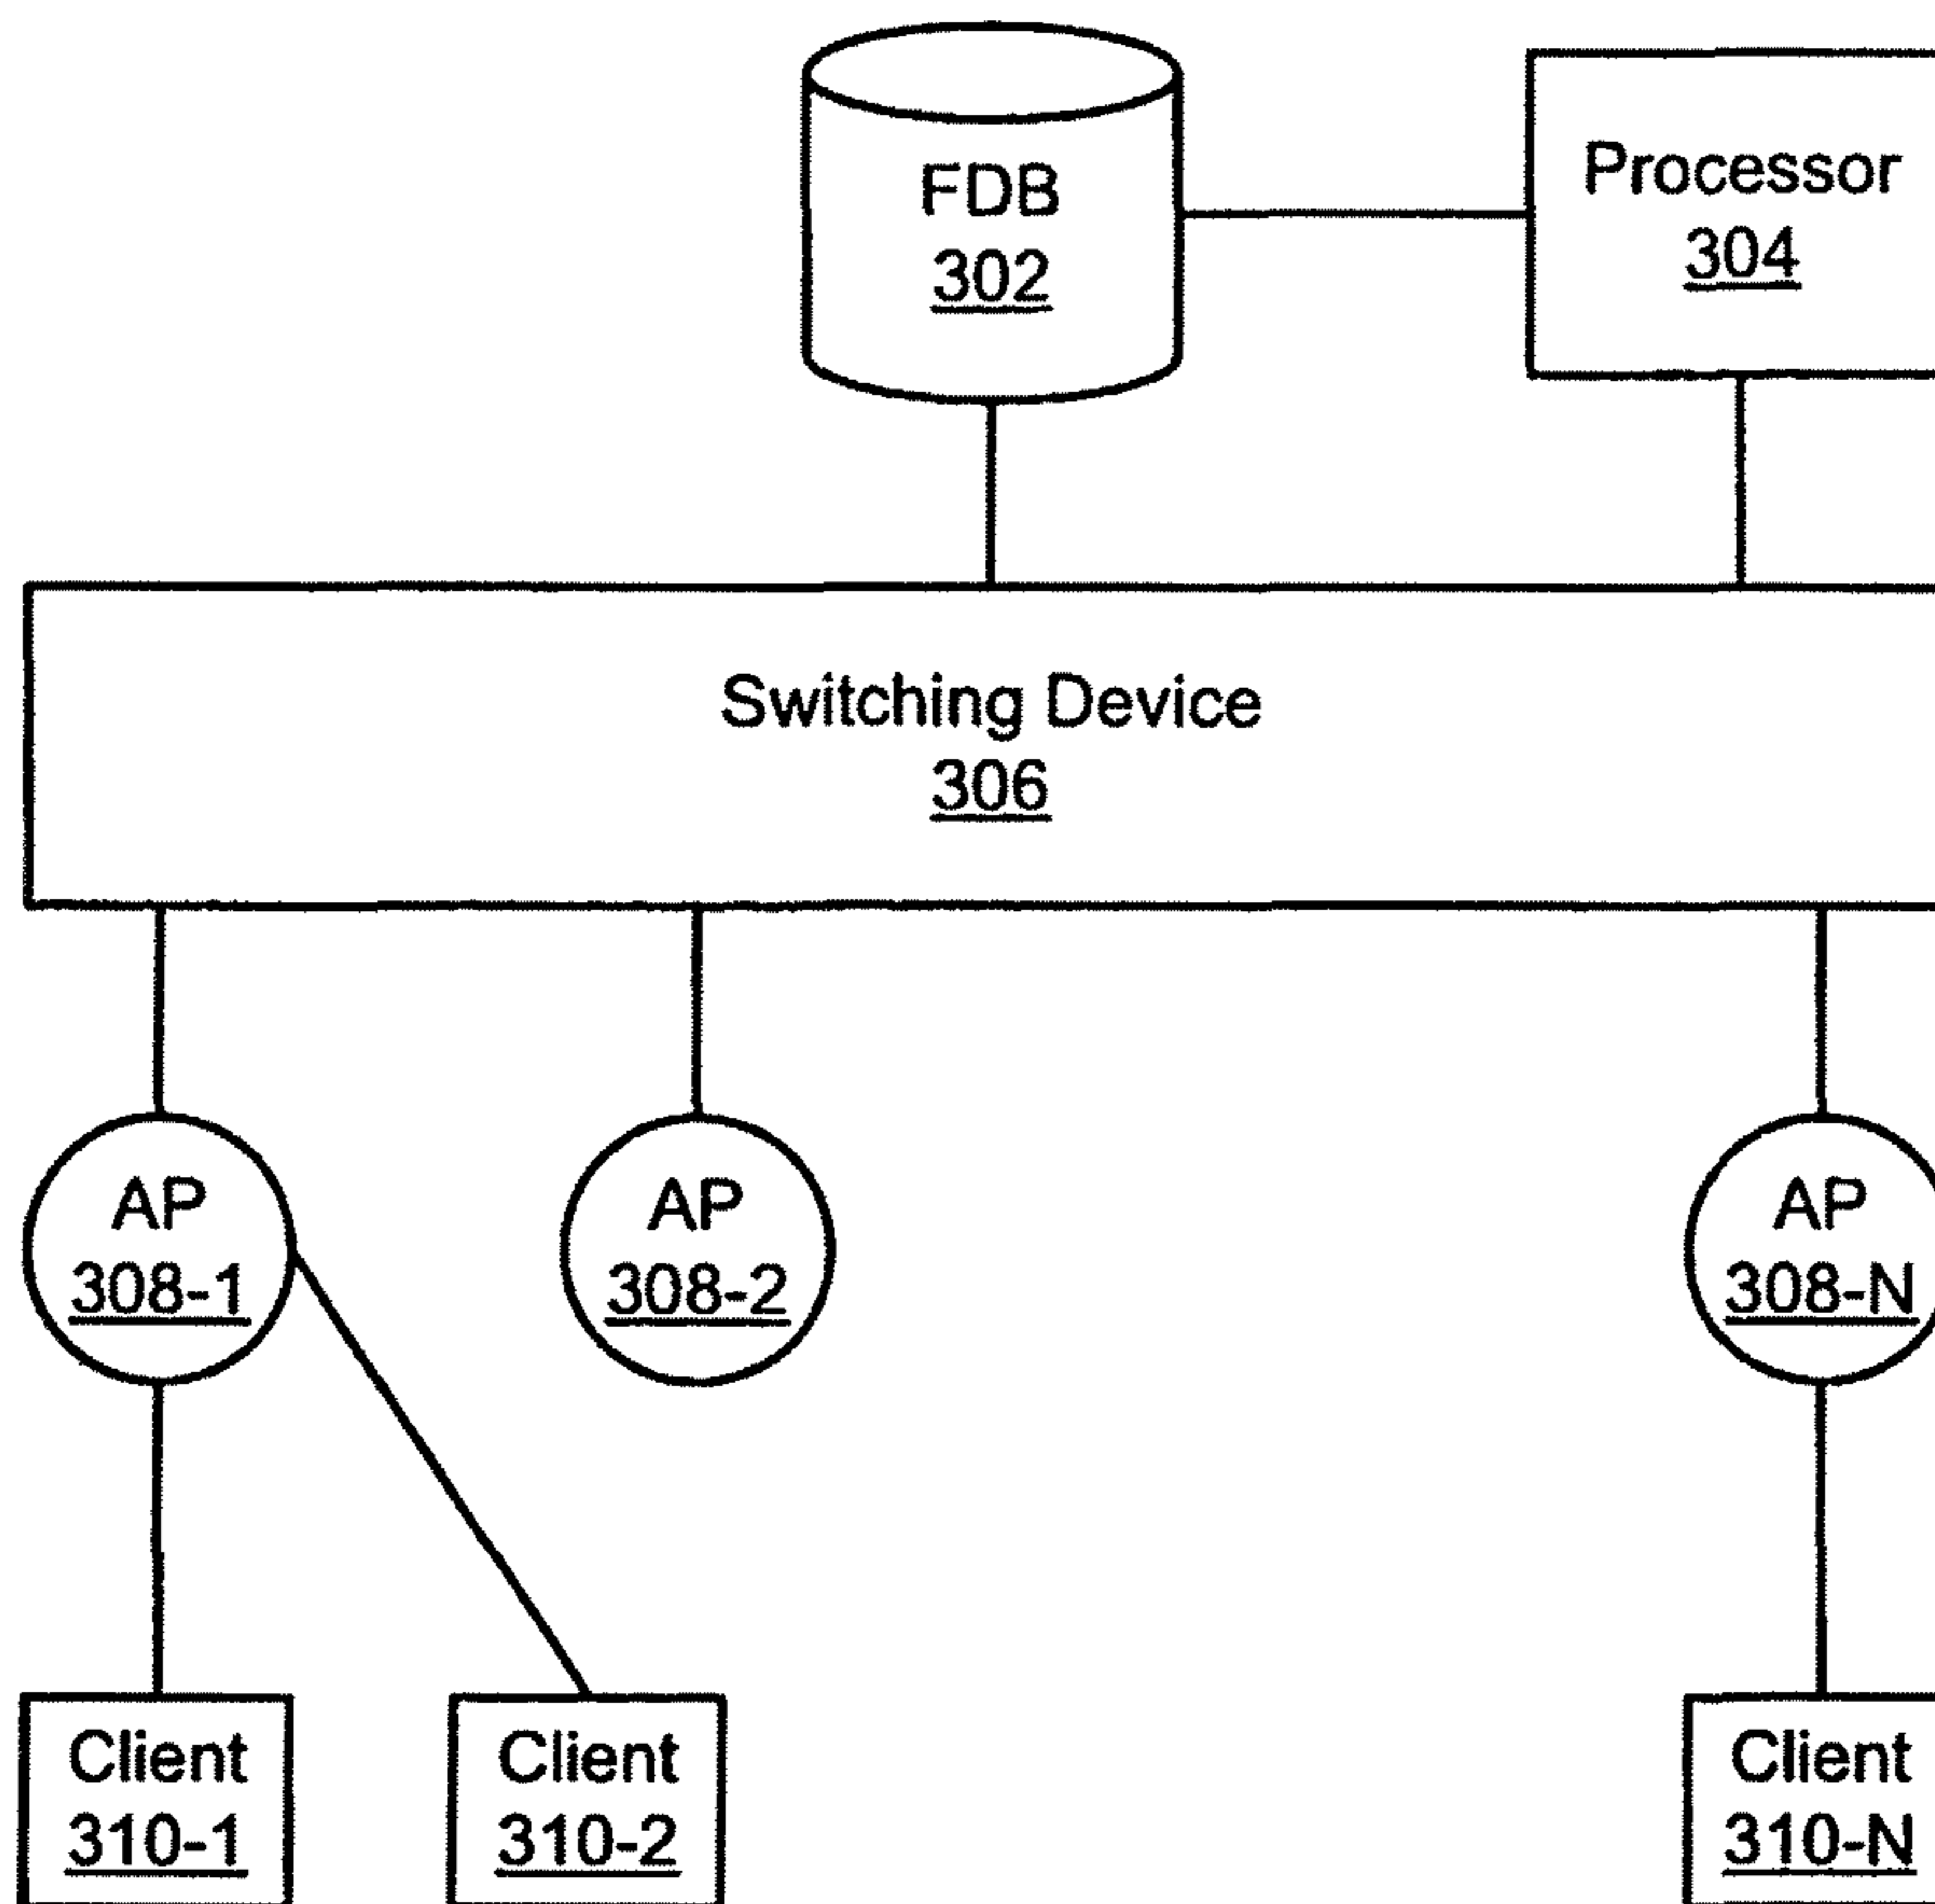 FDB
302
Processor
304
Switching Device
306
AP
308-1
AP
308-2
AP
308-N
Client
310-1
Client
310-2
Client
310-N